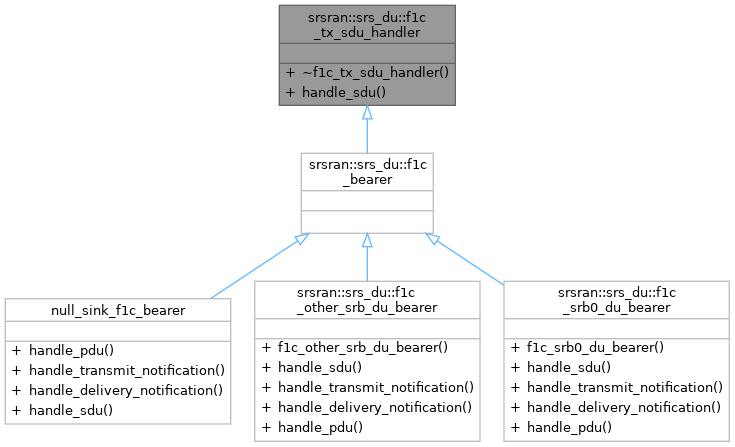 srsran::srs_du::f1c
_tx_sdu_handler
+ ~f1c_tx_sdu_handler()
+ handle_sdu()
srsran::srs_du::f1c
_bearer
null_sink_f1c_bearer
+ handle_pdu()
+ handle_transmit_notification()
+ handle_delivery_notification()
+ handle_sdu()
srsran::srs_du::f1c
_other_srb_du_bearer
+ f1c_other_srb_du_bearer()
+ handle_sdu()
+ handle_transmit_notification()
+ handle_delivery_notification()
+ handle_pdu()
srsran::srs_du::f1c
_srb0_du_bearer
+ f1c_srb0_du_bearer()
+ handle_sdu()
+ handle_transmit_notification()
+ handle_delivery_notification()
+ handle_pdu()